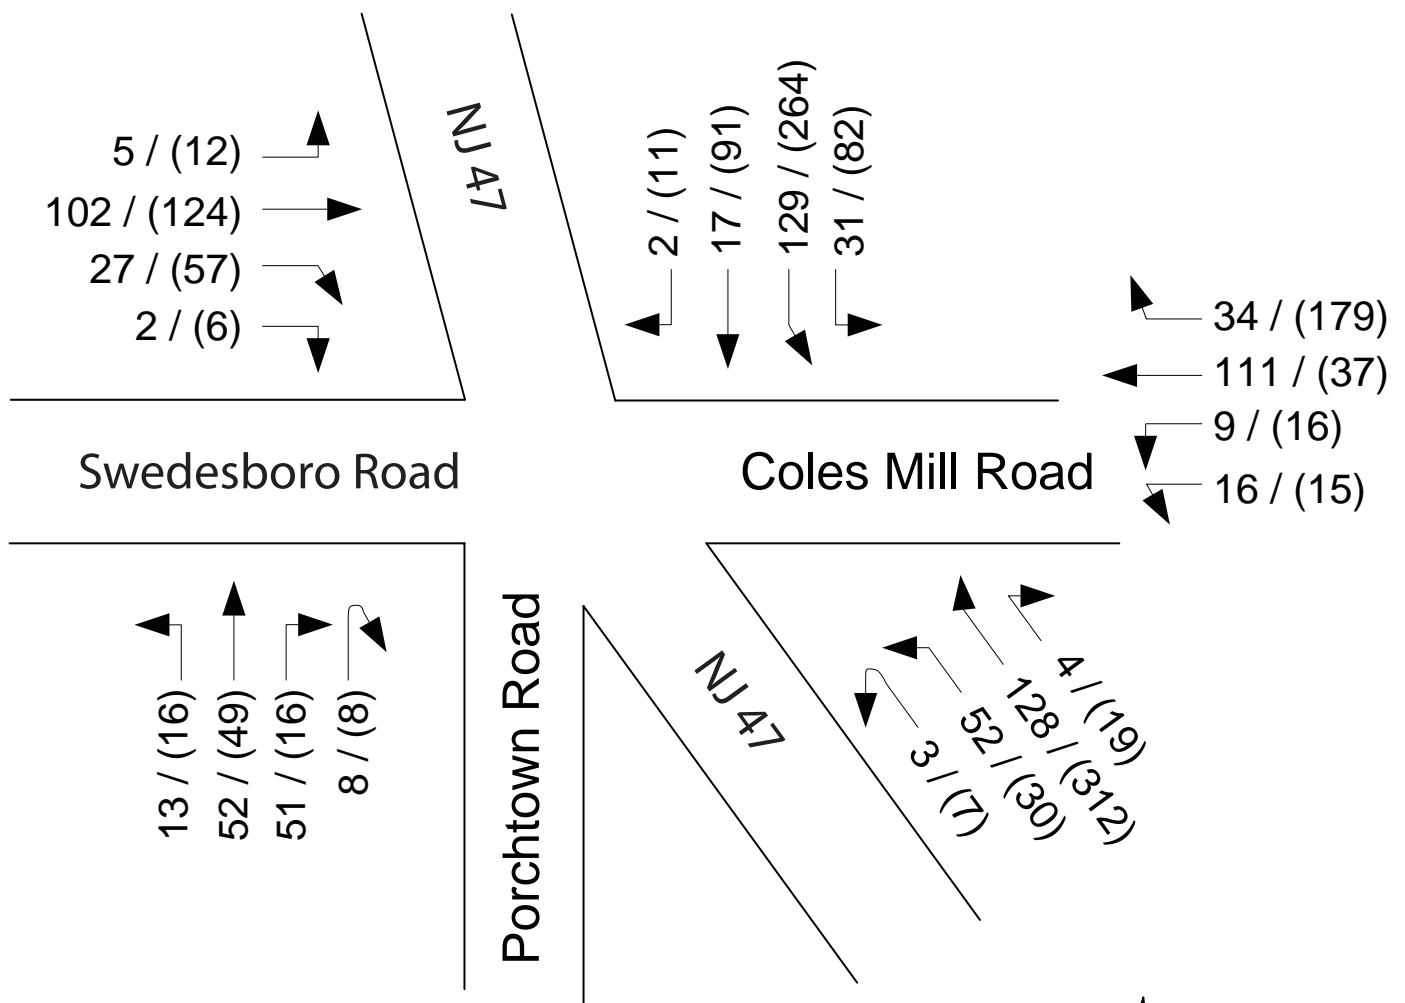 NJ 47
5 / (12)
102 / (124)
27 / (57)
2 / (6)
2 / (11)
17 / (91)
129 / (264)
31 / (82)
34 / (179)
111 / (37)
9 / (16)
16 / (15)
Swedesboro Road
Coles Mill Road
13 / (16)
52 / (49)
51 / (16)
8 / (8)
Porchtown Road
NJ 47
3 / (7)
52 / (30)
128 / (312)
4 / (19)